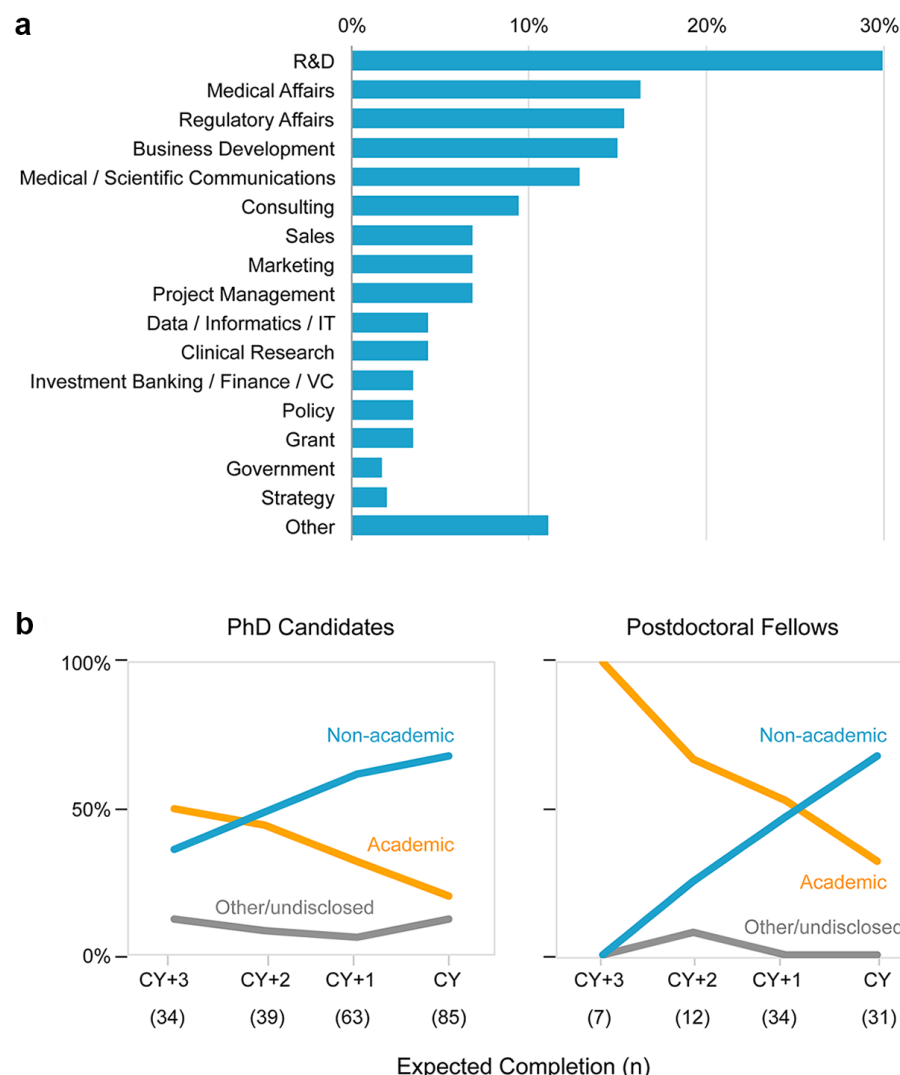 a
0% 10% 20% 30%
R&D
Medical Affairs
Regulatory Affairs
Business Development
Medical / Scientific Communications
Consulting
Sales
Marketing
Project Management
Data / Informatics / IT
Clinical Research
Investment Banking / Finance / VC
Policy
Grant
Government
Strategy
Other
b
PhD Candidates
100%
50%
0%
Non-academic
Academic
Other/undisclosed
CY+3 CY+2 CY+1 CY
(34) (39) (63) (85)
Postdoctoral Fellows
Non-academic
Academic
Other/undisclosed
CY+3 CY+2 CY+1 CY
(7) (12) (34) (31)
Expected Completion (n)